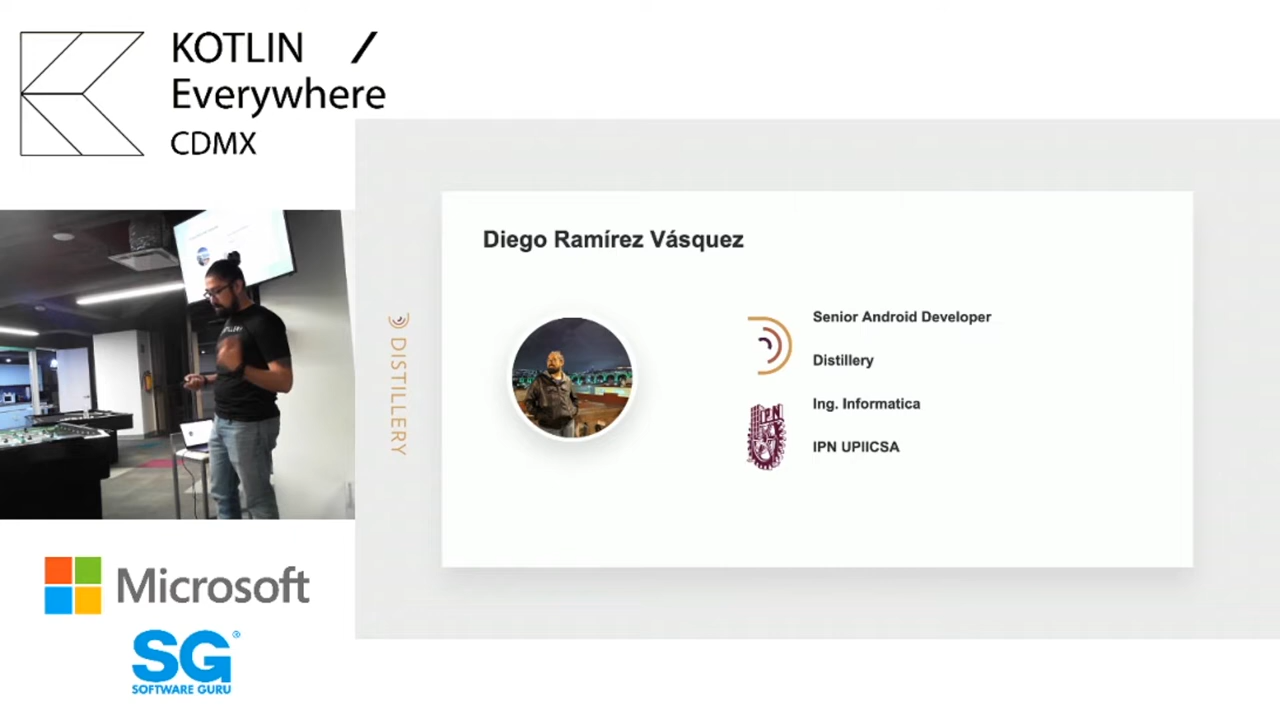 KOTLIN /
Everywhere
CDMX
Diego Ramírez Vásquez
DISTILLERY
Senior Android Developer
Distillery
Ing. Informatica
IPN
IPN UPIICSA
Microsoft
SG®
SOFTWARE GURU